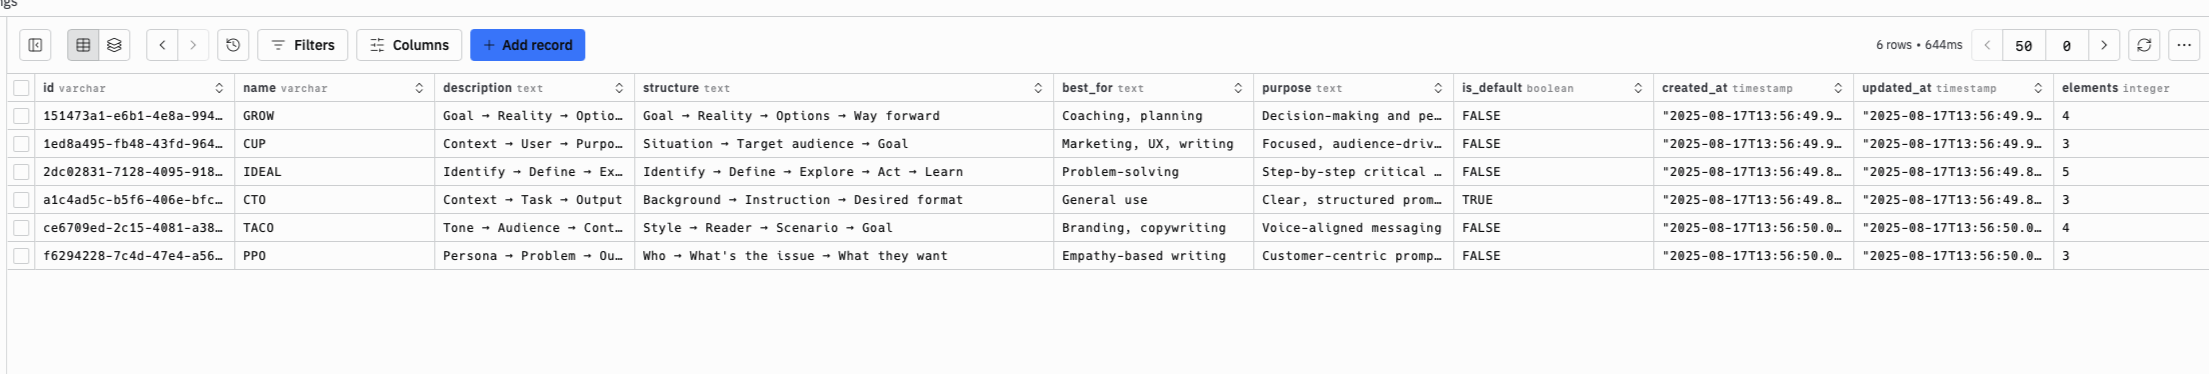 ngs
Filters Columns + Add record 6 rows • 644ms 50 0
id varchar name varchar description text structure text best_for text purpose text is_default boolean created_at timestamp updated_at timestamp elements integer
151473a1-e6b1-4e8a-994… GROW Goal → Reality → Optio… Goal → Reality → Options → Way forward Coaching, planning Decision-making and pe… FALSE "2025-08-17T13:56:49.9… "2025-08-17T13:56:49.9… 4
1ed8a495-fb48-43fd-964… CUP Context → User → Purpo… Situation → Target audience → Goal Marketing, UX, writing Focused, audience-driv… FALSE "2025-08-17T13:56:49.9… "2025-08-17T13:56:49.9… 3
2dc02831-7128-4095-918… IDEAL Identify → Define → Ex… Identify → Define → Explore → Act → Learn Problem-solving Step-by-step critical … FALSE "2025-08-17T13:56:49.8… "2025-08-17T13:56:49.8… 5
a1c4ad5c-b5f6-406e-bfc… CTO Context → Task → Output Background → Instruction → Desired format General use Clear, structured prom… TRUE "2025-08-17T13:56:49.8… "2025-08-17T13:56:49.8… 3
ce6709ed-2c15-4081-a38… TACO Tone → Audience → Cont… Style → Reader → Scenario → Goal Branding, copywriting Voice-aligned messaging FALSE "2025-08-17T13:56:50.0… "2025-08-17T13:56:50.0… 4
f6294228-7c4d-47e4-a56… PPO Persona → Problem → Ou… Who → What's the issue → What they want Empathy-based writing Customer-centric promp… FALSE "2025-08-17T13:56:50.0… "2025-08-17T13:56:50.0… 3